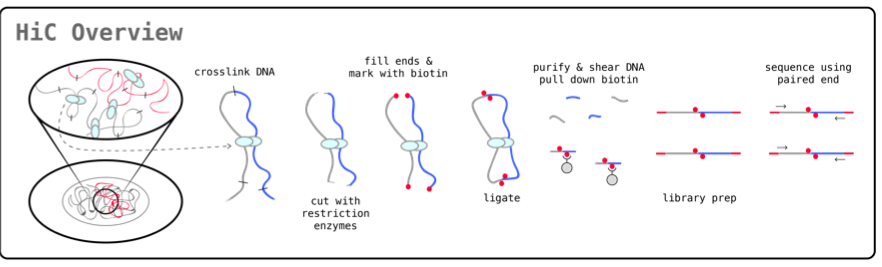 HiC Overview
crosslink DNA
cut with
restriction
enzymes
fill ends &
mark with biotin
ligate
purify & shear DNA
pull down biotin
library prep
sequence using
paired end